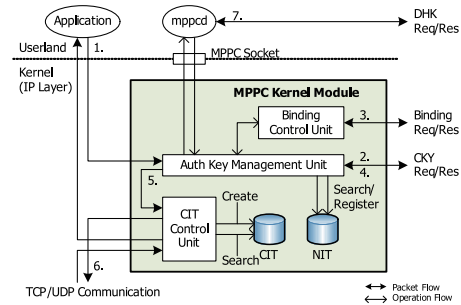 Application
mppcd
7.
DHK
Req/Res
Userland
1.
MPPC Socket
Kernel
(IP Layer)
MPPC Kernel Module
Binding
Control Unit
3.
Binding
Req/Res
Auth Key Management Unit
2.
4.
CKY
Req/Res
5.
Search/
Register
Create
CIT
Control
Unit
CIT
NIT
Search
6.
TCP/UDP Communication
Packet Flow
Operation Flow